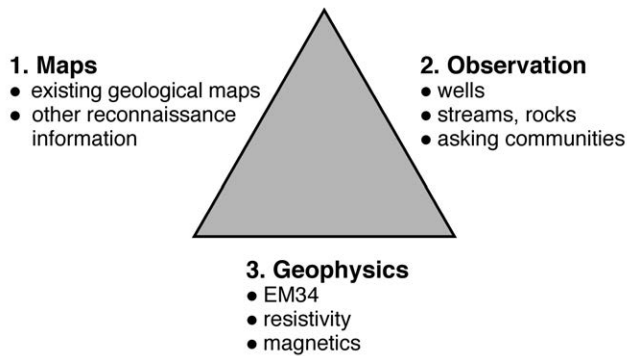 1. Maps
● existing geological maps
● other reconnaissance
information
2. Observation
● wells
● streams, rocks
● asking communities
3. Geophysics
● EM34
● resistivity
● magnetics